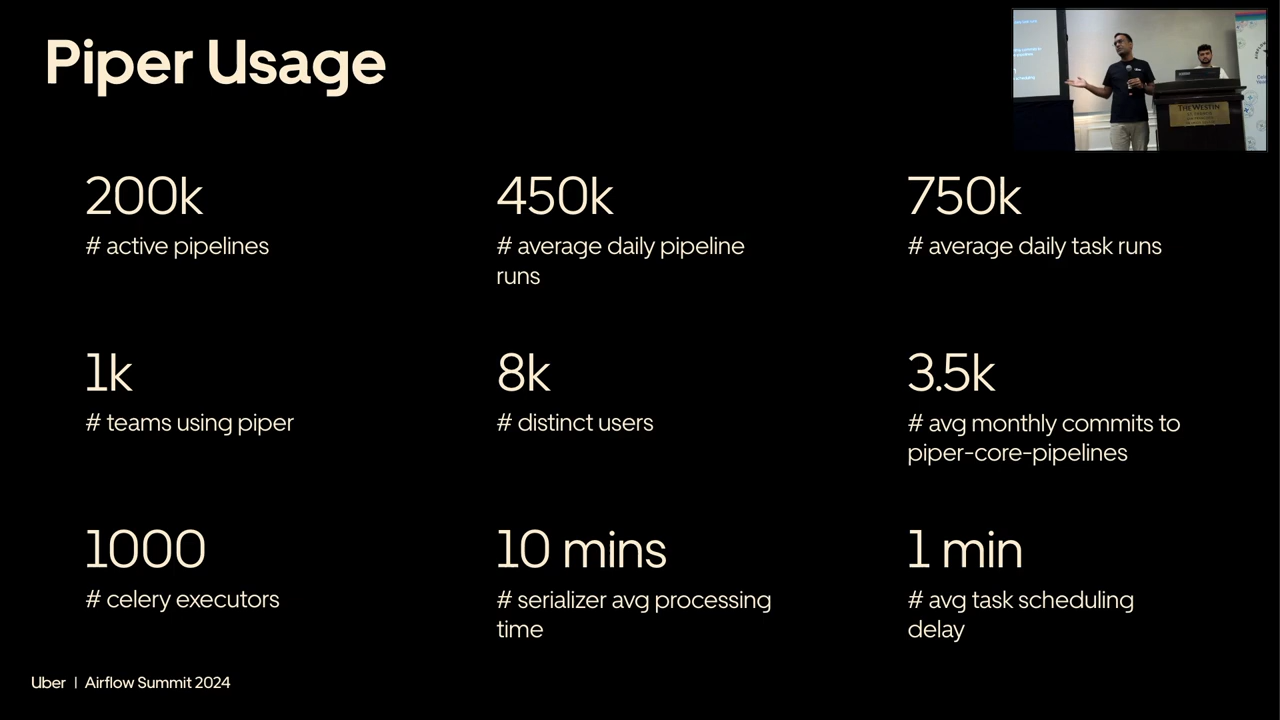 Piper Usage
200k
# active pipelines
450k
# average daily pipeline
runs
750k
# average daily task runs
1k
# teams using piper
8k
# distinct users
3.5k
# avg monthly commits to
piper-core-pipelines
1000
# celery executors
10 mins
# serializer avg processing
time
1 min
# avg task scheduling
delay
Uber | Airflow Summit 2024
THE WESTIN